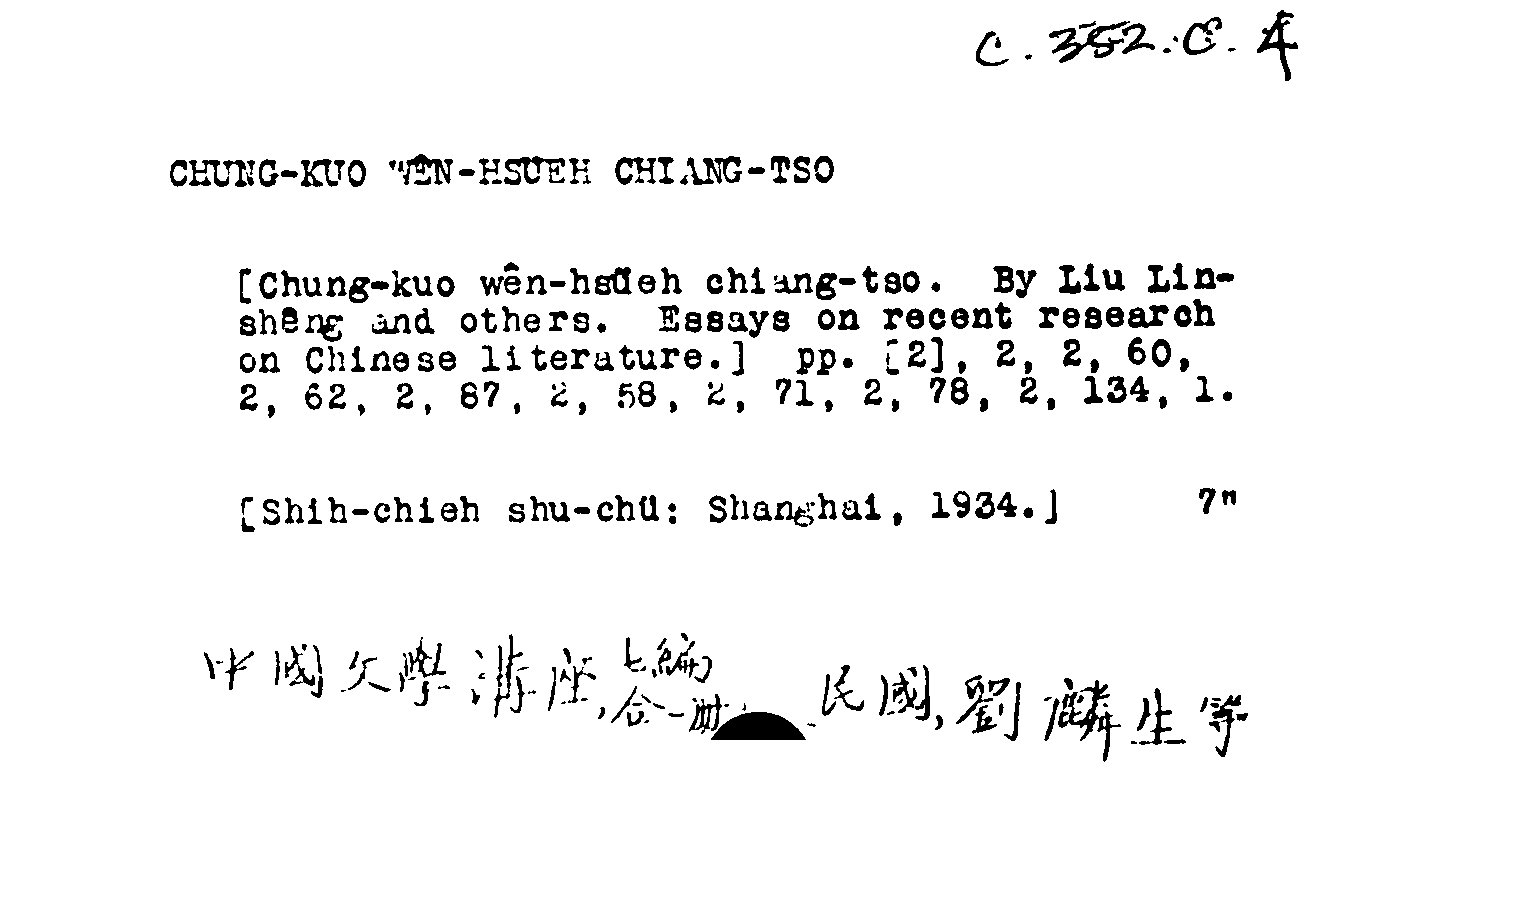 C. 352. C. 4
CHUNG-KUO WÊN-HSÜEH CHIANG-TSO
[Chung-kuo wên-hsüeh chiang-tso. By Liu Lin-
shêng and others. Essays on recent research
on Chinese literature.] pp. [2], 2, 2, 60,
2, 62, 2, 87, 2, 58, 2, 71, 2, 78, 2, 134, 1.
[Shih-chieh shu-chü: Shanghai, 1934.] 7"
中國文學講座, 七編
合一冊 民國, 劉麟生等